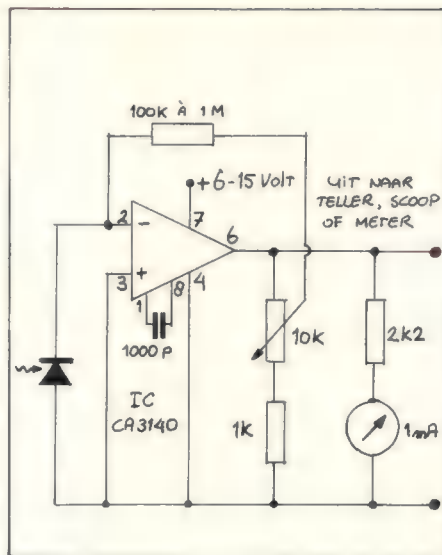 100K À 1M
+6-15 VOLT
UIT NAAR
TELLER, SCOOP
OF METER
2
-
7
6
3
+
1
8
4
1000 P
10K
2K2
IC
CA3140
1K
1mA